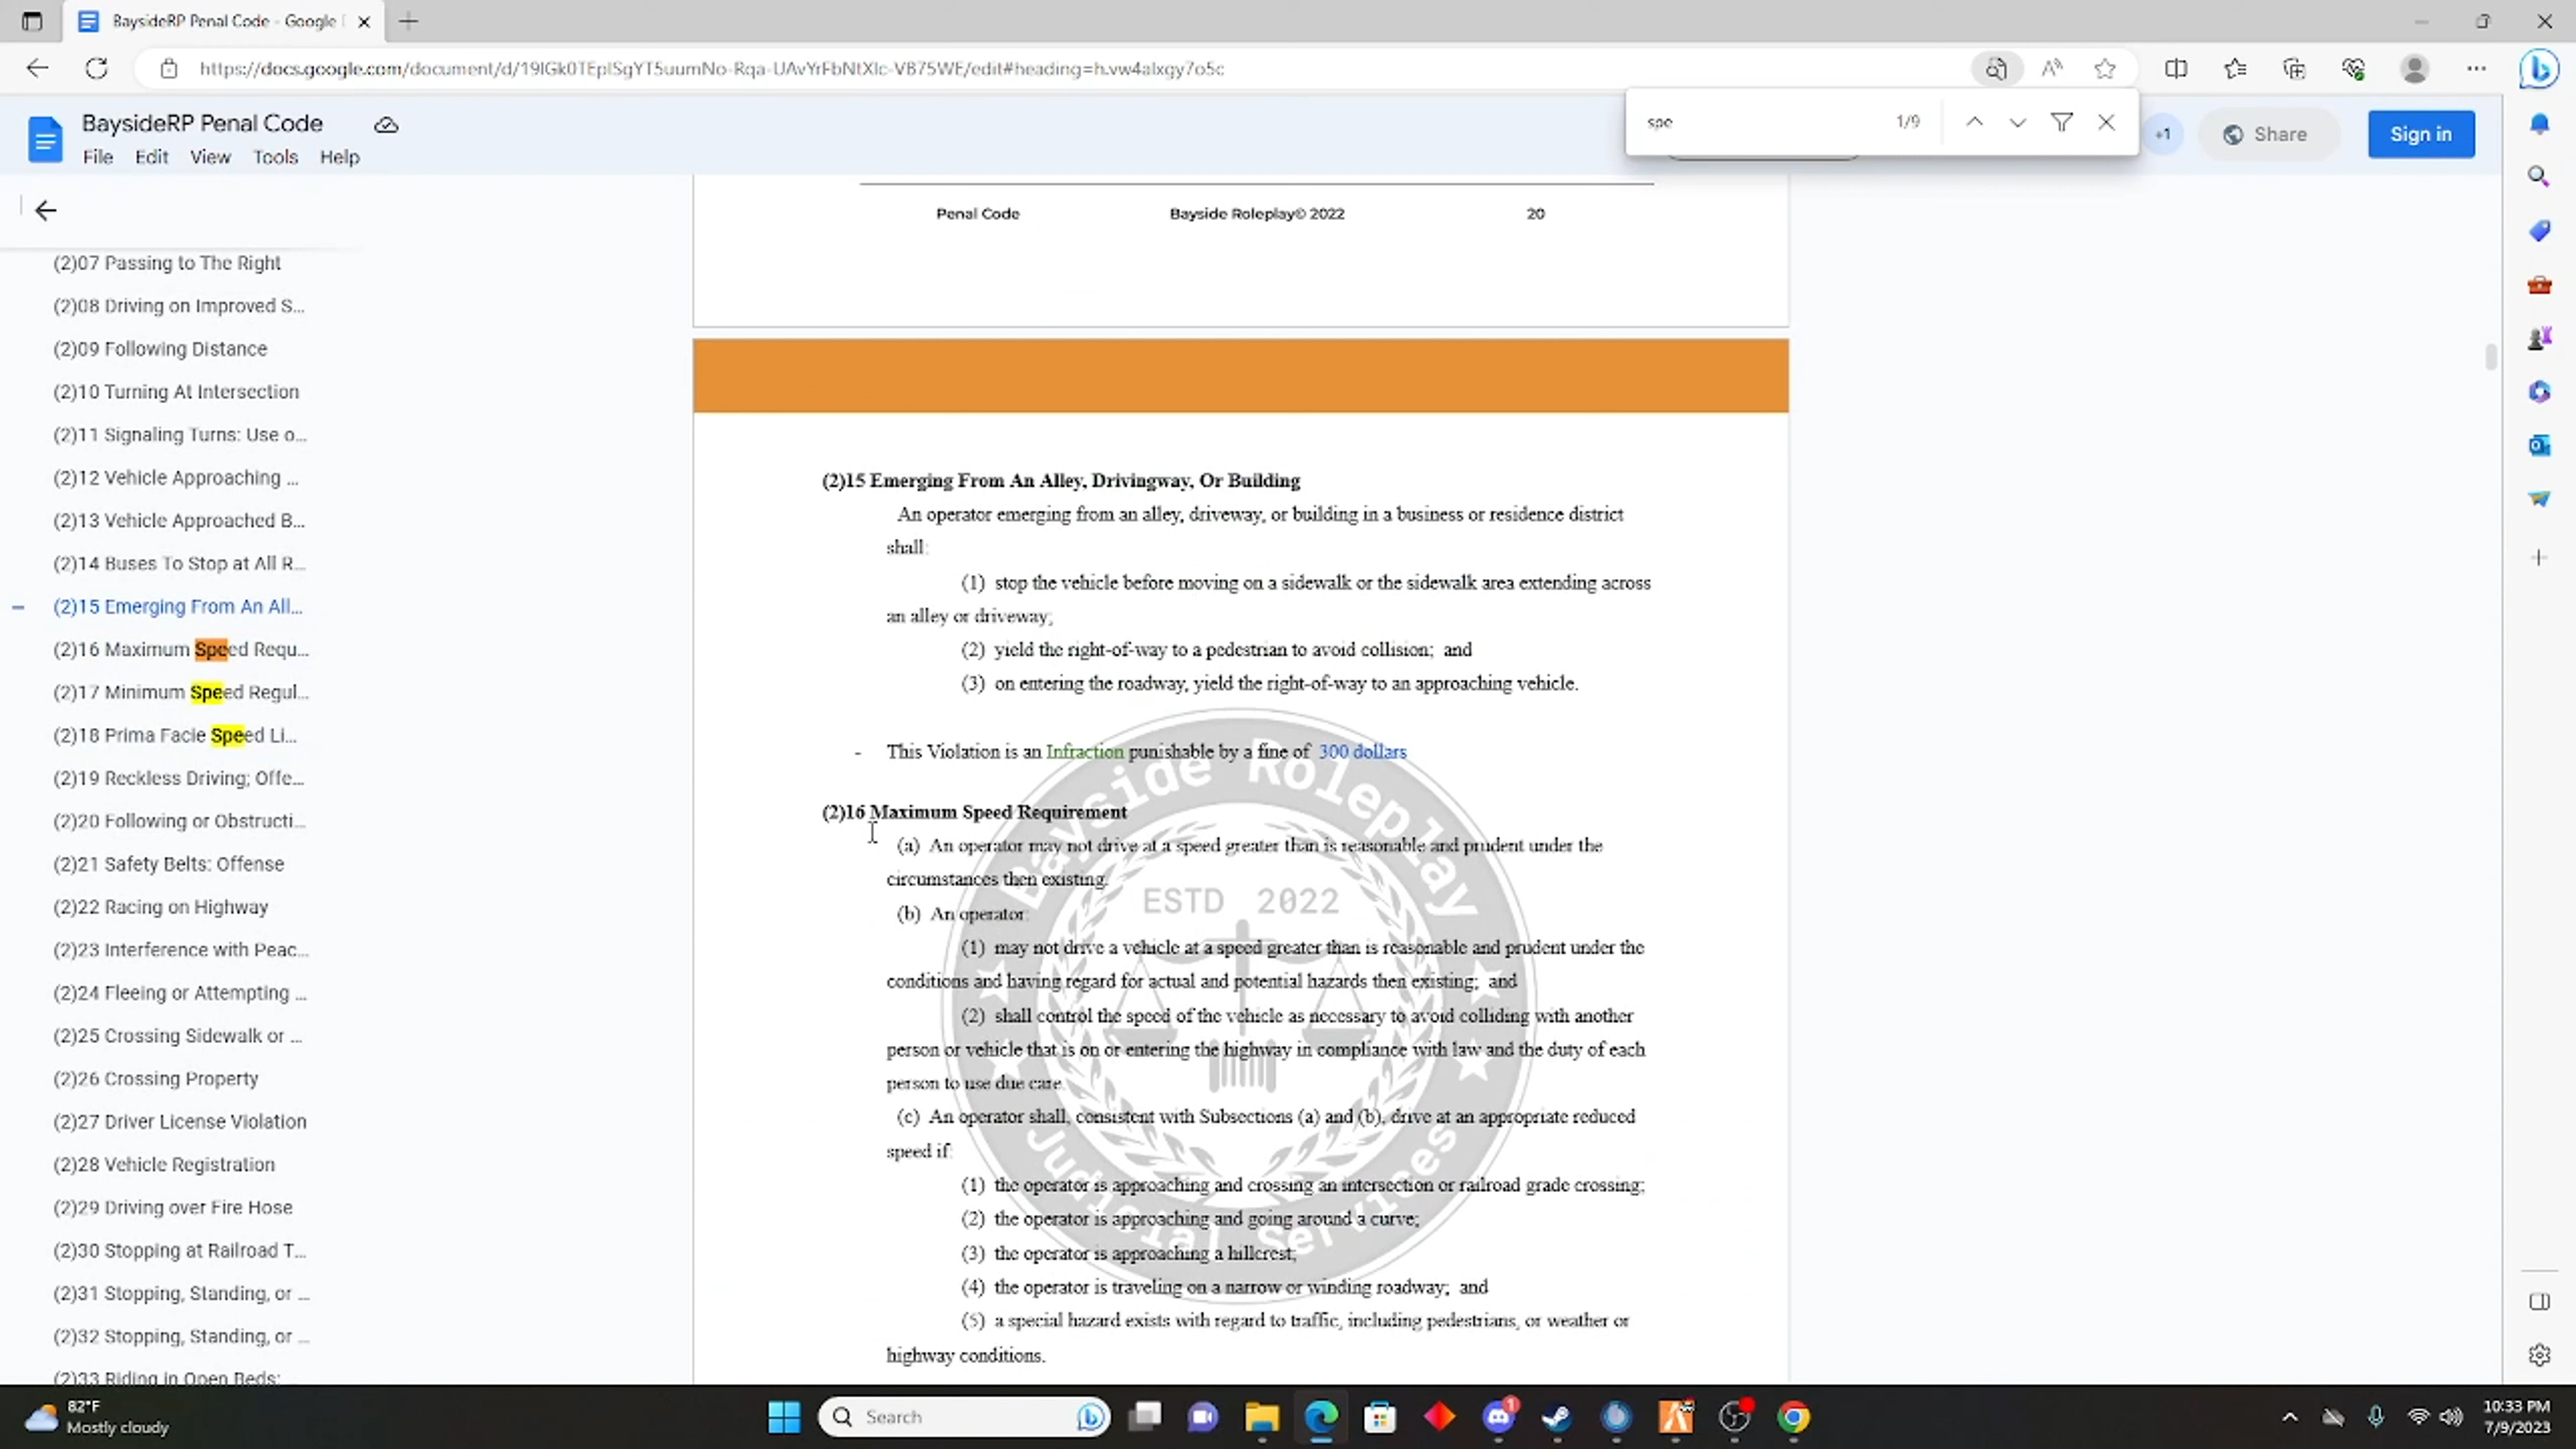 BaysideRP Penal Code - Google
https://docs.google.com/document/d/19IGk0TEplSgYT5uumNo-Rqa-UAvYrFbNtXlc-VB75WE/edit#heading=h.vw4alxgy7o5c
spe
1/9
BaysideRP Penal Code
File Edit View Tools Help
+1
Share
Sign in
(2)07 Passing to The Right
(2)08 Driving on Improved S...
(2)09 Following Distance
(2)10 Turning At Intersection
(2)11 Signaling Turns: Use o...
(2)12 Vehicle Approaching ...
(2)13 Vehicle Approached B...
(2)14 Buses To Stop at All R...
(2)15 Emerging From An All...
(2)16 Maximum Speed Requ...
(2)17 Minimum Speed Regul...
(2)18 Prima Facie Speed Li...
(2)19 Reckless Driving; Offe...
(2)20 Following or Obstructi...
(2)21 Safety Belts: Offense
(2)22 Racing on Highway
(2)23 Interference with Peac...
(2)24 Fleeing or Attempting ...
(2)25 Crossing Sidewalk or ...
(2)26 Crossing Property
(2)27 Driver License Violation
(2)28 Vehicle Registration
(2)29 Driving over Fire Hose
(2)30 Stopping at Railroad T...
(2)31 Stopping, Standing, or ...
(2)32 Stopping, Standing, or ...
(2)33 Riding in Open Beds: ...
Penal Code Bayside Roleplay© 2022 20
(2)15 Emerging From An Alley, Drivingway, Or Building
An operator emerging from an alley, driveway, or building in a business or residence district
shall:
(1) stop the vehicle before moving on a sidewalk or the sidewalk area extending across
an alley or driveway;
(2) yield the right-of-way to a pedestrian to avoid collision; and
(3) on entering the roadway, yield the right-of-way to an approaching vehicle.
- This Violation is an Infraction punishable by a fine of 300 dollars
(2)16 Maximum Speed Requirement
(a) An operator may not drive at a speed greater than is reasonable and prudent under the
circumstances then existing.
(b) An operator:
(1) may not drive a vehicle at a speed greater than is reasonable and prudent under the
conditions and having regard for actual and potential hazards then existing; and
(2) shall control the speed of the vehicle as necessary to avoid colliding with another
person or vehicle that is on or entering the highway in compliance with law and the duty of each
person to use due care.
(c) An operator shall, consistent with Subsections (a) and (b), drive at an appropriate reduced
speed if:
(1) the operator is approaching and crossing an intersection or railroad grade crossing;
(2) the operator is approaching and going around a curve;
(3) the operator is approaching a hillcrest;
(4) the operator is traveling on a narrow or winding roadway; and
(5) a special hazard exists with regard to traffic, including pedestrians, or weather or
highway conditions.
Bayside Roleplay
ESTD 2022
Judicial Services
82°F
Mostly cloudy
Search
1
10:33 PM
7/9/2023